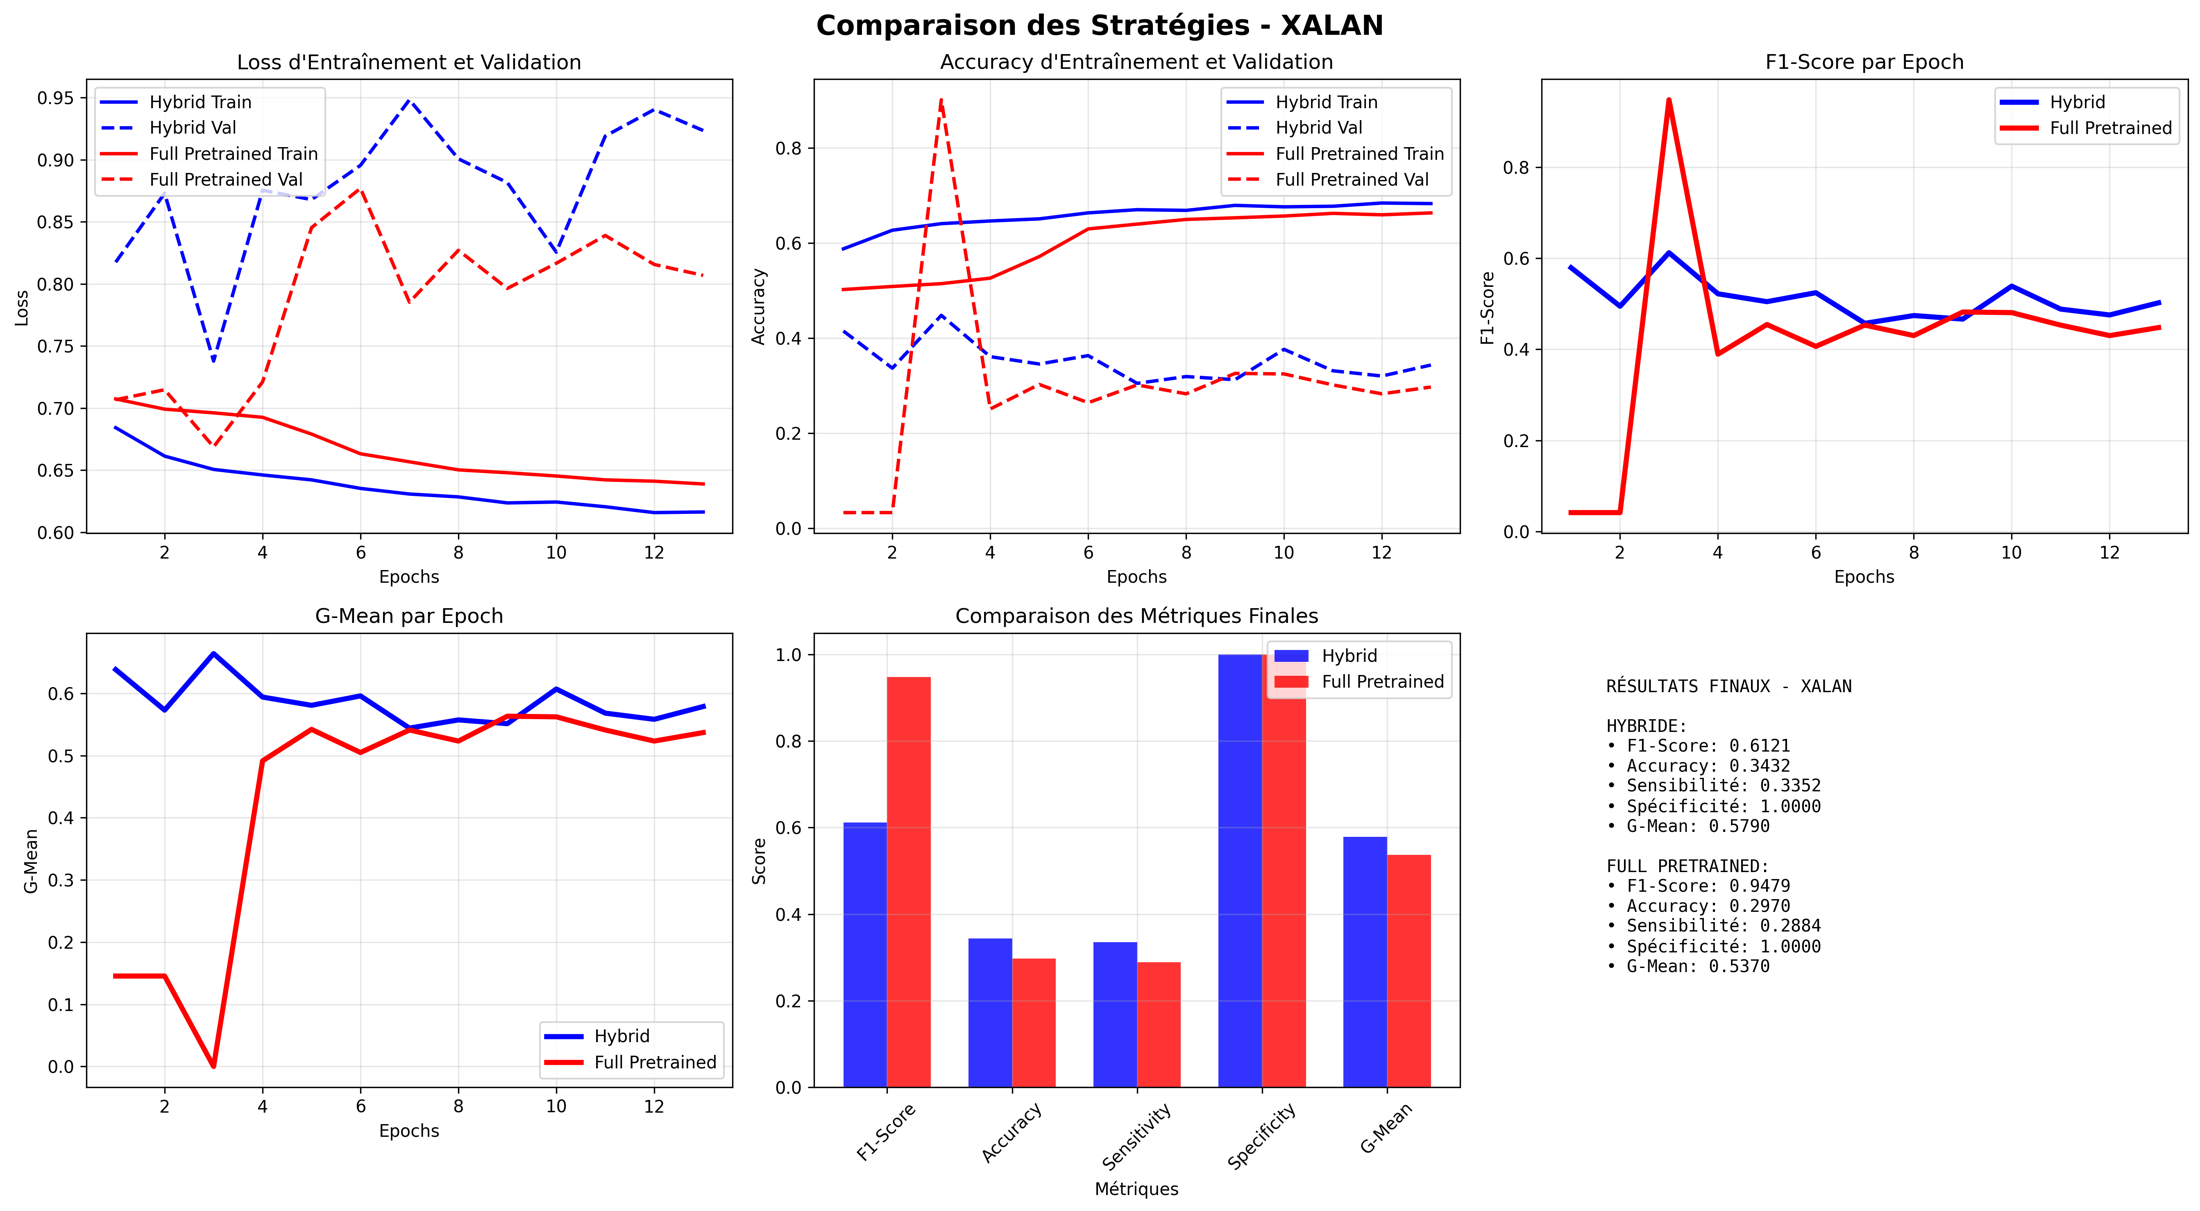 Comparaison des Stratégies - XALAN
Loss d'Entraînement et Validation
0.95
0.90
0.85
0.80
0.75
0.70
0.65
0.60
Loss
Hybrid Train
Hybrid Val
Full Pretrained Train
Full Pretrained Val
2 4 6 8 10 12
Epochs
Accuracy d'Entraînement et Validation
0.8
0.6
0.4
0.2
0.0
Accuracy
Hybrid Train
Hybrid Val
Full Pretrained Train
Full Pretrained Val
2 4 6 8 10 12
Epochs
F1-Score par Epoch
0.8
0.6
0.4
0.2
0.0
F1-Score
Hybrid
Full Pretrained
2 4 6 8 10 12
Epochs
G-Mean par Epoch
0.6
0.5
0.4
0.3
0.2
0.1
0.0
G-Mean
Hybrid
Full Pretrained
2 4 6 8 10 12
Epochs
Comparaison des Métriques Finales
1.0
0.8
0.6
0.4
0.2
0.0
Score
Hybrid
Full Pretrained
F1-Score Accuracy Sensitivity Specificity G-Mean
Métriques
RÉSULTATS FINAUX - XALAN
HYBRIDE:
• F1-Score: 0.6121
• Accuracy: 0.3432
• Sensibilité: 0.3352
• Spécificité: 1.0000
• G-Mean: 0.5790
FULL PRETRAINED:
• F1-Score: 0.9479
• Accuracy: 0.2970
• Sensibilité: 0.2884
• Spécificité: 1.0000
• G-Mean: 0.5370